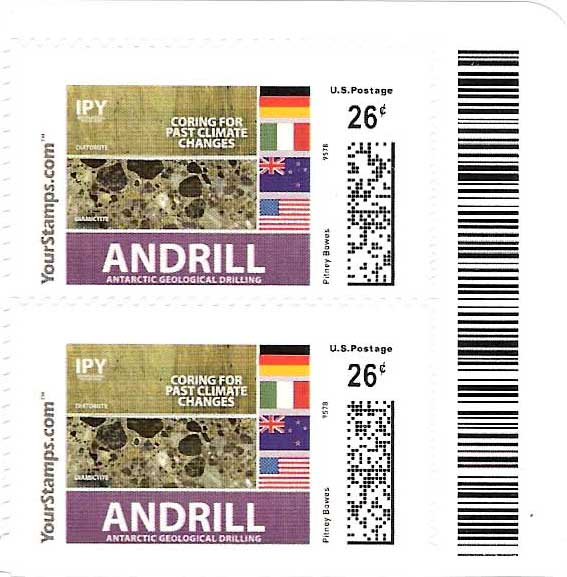 YourStamps.com™
IPY
CORING FOR
PAST CLIMATE
CHANGES
DIATOMITE
DIAMICTITE
ANDRILL
ANTARCTIC GEOLOGICAL DRILLING
U.S.Postage
26¢
9578
Pitney Bowes
YourStamps.com™
IPY
CORING FOR
PAST CLIMATE
CHANGES
DIATOMITE
DIAMICTITE
ANDRILL
ANTARCTIC GEOLOGICAL DRILLING
U.S.Postage
26¢
9578
Pitney Bowes